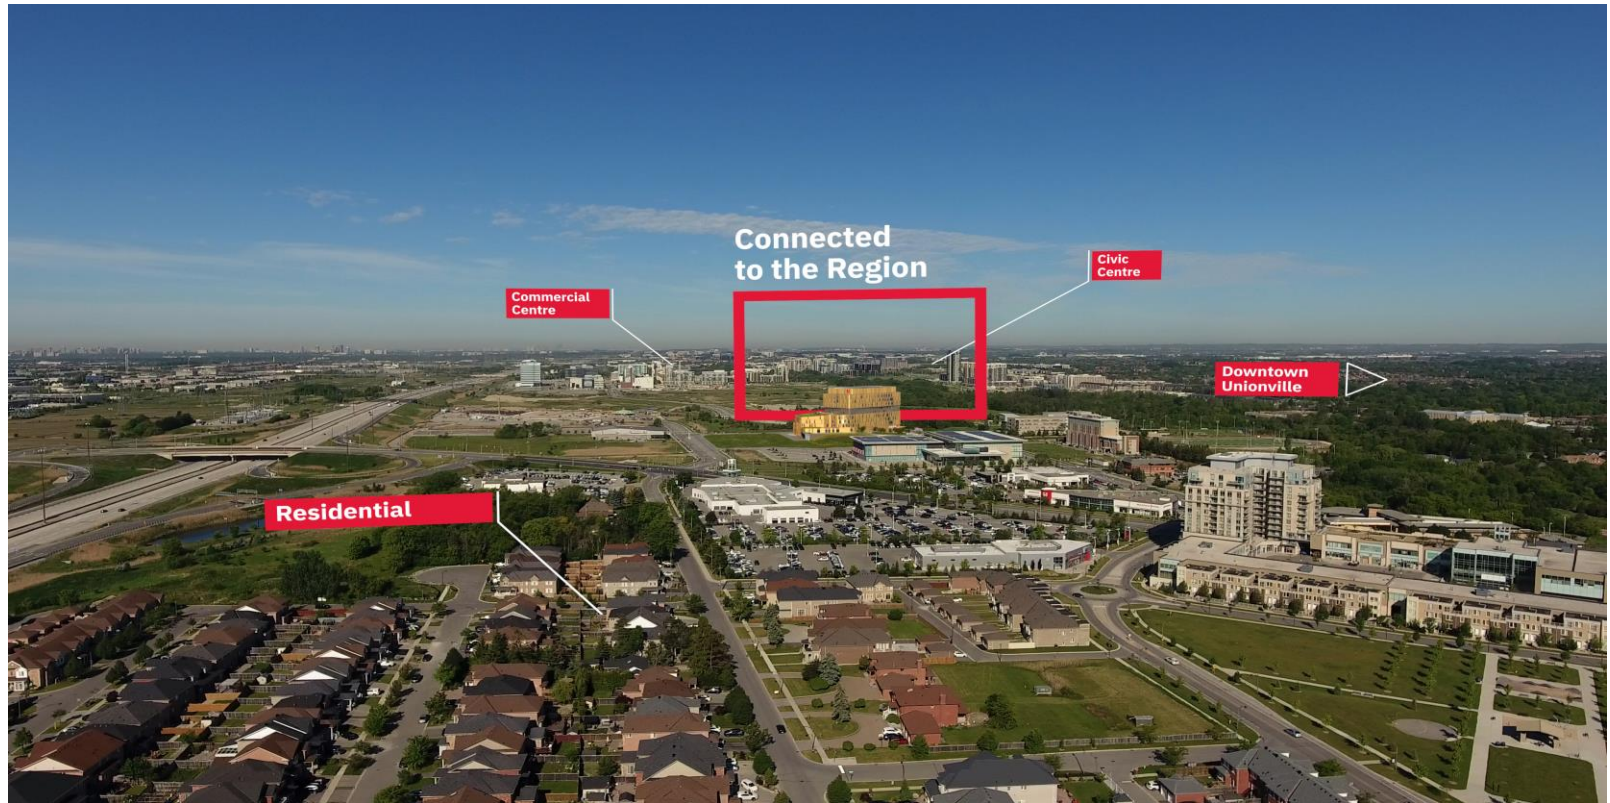 Connected
to the Region
Civic
Centre
Commercial
Centre
Downtown
Unionville
Residential